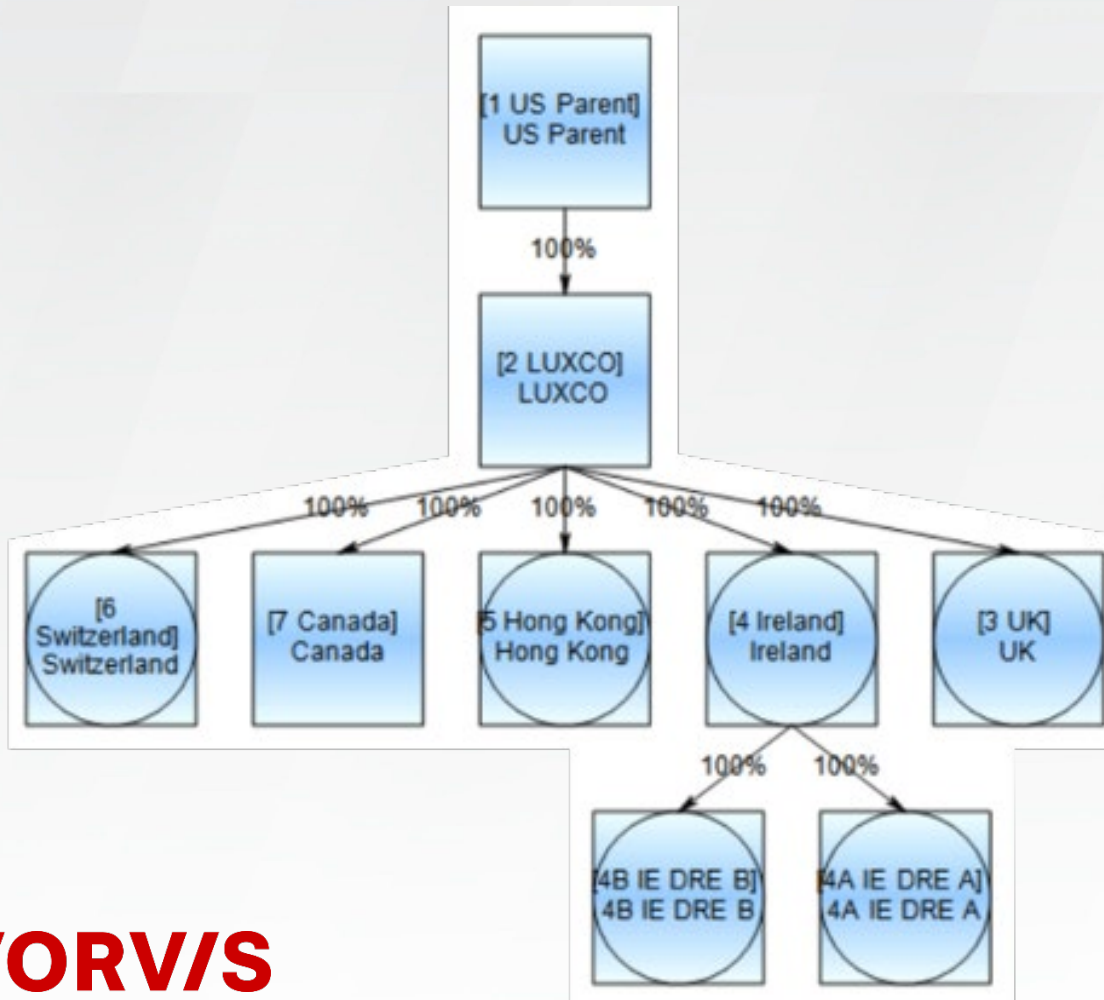 [1 US Parent]
US Parent
100%
[2 LUXCO]
LUXCO
100%
100%
100%
100%
100%
[6
Switzerland]
Switzerland
[7 Canada]
Canada
[5 Hong Kong]
Hong Kong
[4 Ireland]
Ireland
[3 UK]
UK
100%
100%
[4B IE DRE B]
4B IE DRE B
[4A IE DRE A]
4A IE DRE A